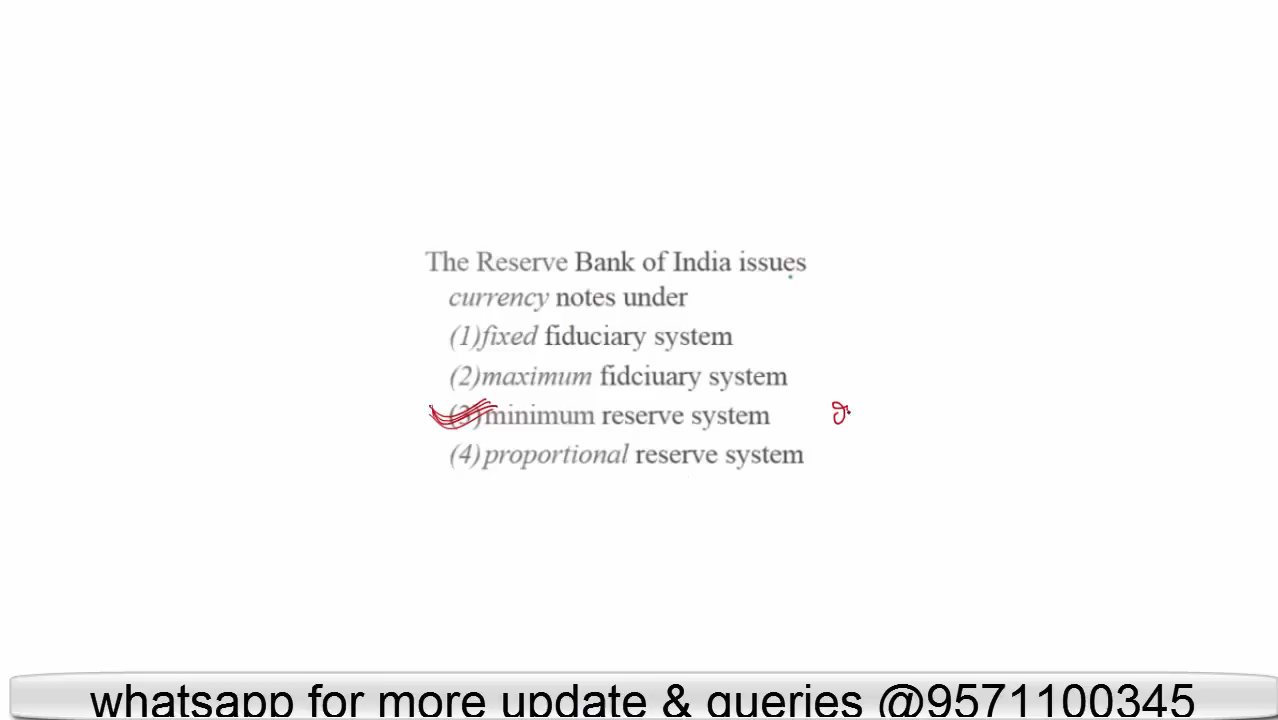 The Reserve Bank of India issues
currency notes under
(1)fixed fiduciary system
(2)maximum fidciuary system
(3)minimum reserve system
(4)proportional reserve system
whatsapp for more update & queries @9571100345